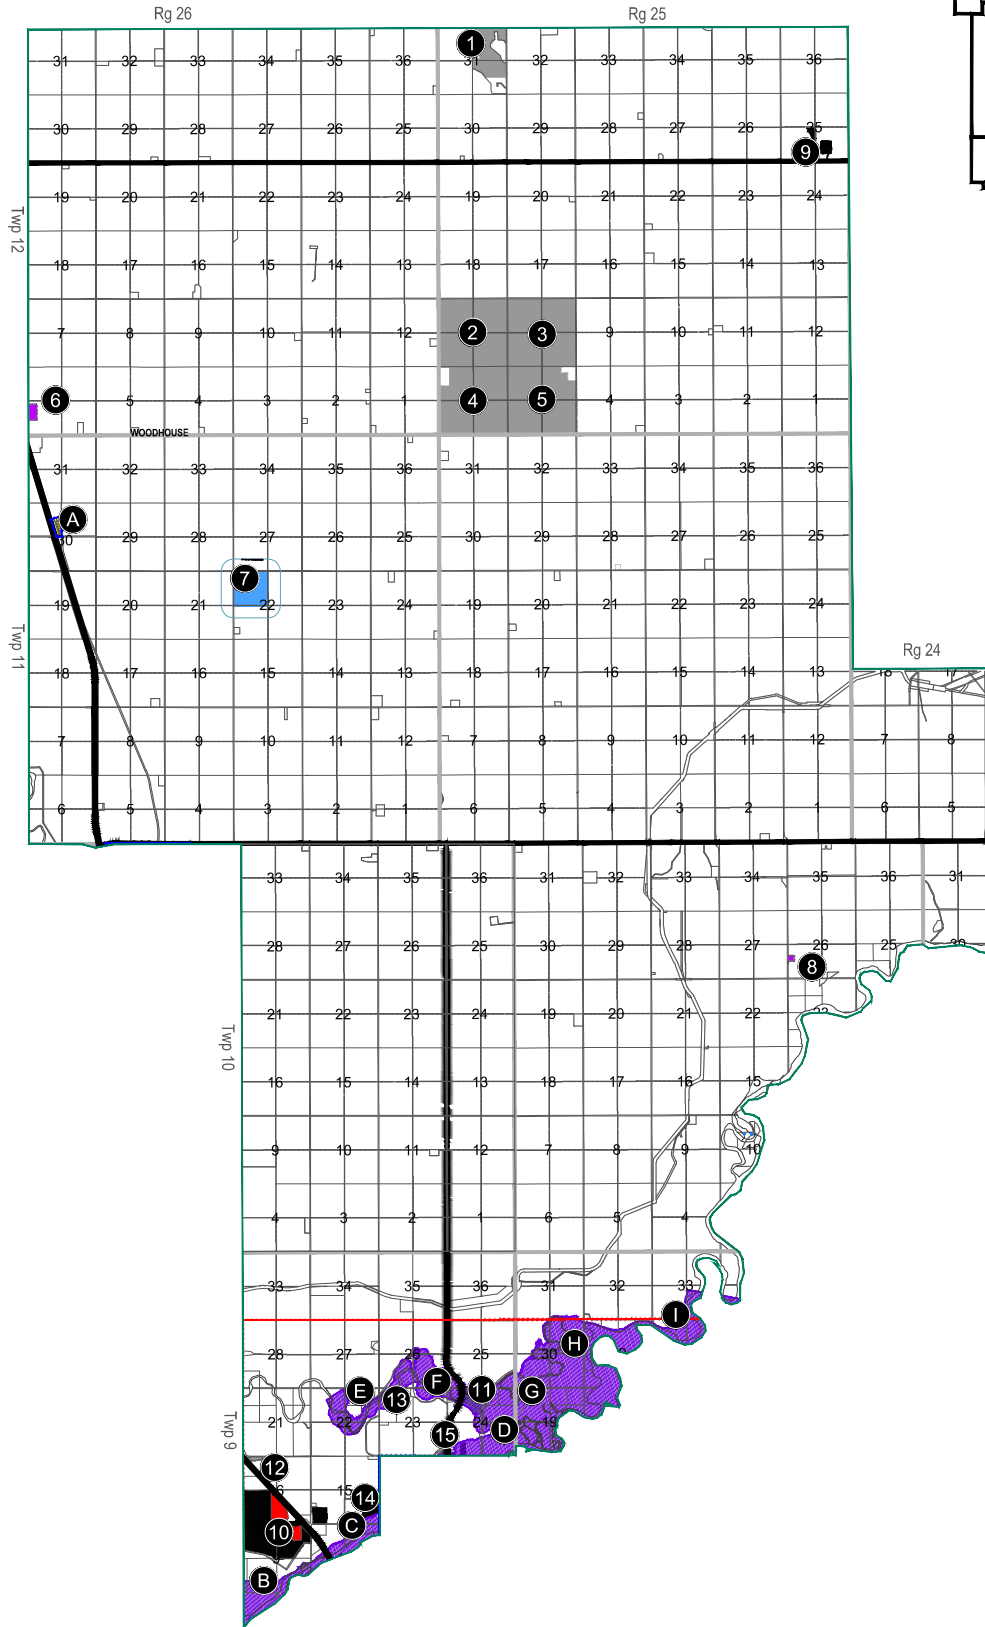 Rg 26 Rg 25
1
31 32 33 34 35 36 31 32 33 34 35 36
30 29 28 27 26 25 30 29 28 27 26 25
9
19 20 21 22 23 24 19 20 21 22 23 24
Twp 12
18 17 16 15 14 13 18 17 16 15 14 13
7 8 9 10 11 12 2 3 9 10 11 12
6 5 4 3 2 1 4 5 4 3 2 1
WOODHOUSE
31 32 33 34 35 36 31 32 33 34 35 36
A
30 29 28 27 26 25 30 29 28 27 26 25
7
19 20 21 22 23 24 19 20 21 22 23 24
Twp 11
Rg 24
18 17 16 15 14 13 18 17 16 15 14 13 18 17
7 8 9 10 11 12 7 8 9 10 11 12 7 8
6 5 4 3 2 1 6 5 4 3 2 1 6 5
33 34 35 36 31 32 33 34 35 36 31
28 27 26 25 30 29 28 27 26 25 30
8
21 22 23 24 19 20 21 22
Twp 10
16 15 14 13 18 17 16 15
9 10 11 12 7 8 9 10
4 3 2 1 6 5 4
33 34 35 36 31 32 33
I
H
28 27 26 25 30
E F 11 G
13
21 22 23 24 19
D
15
Twp 9
12
15
14
C
10
B